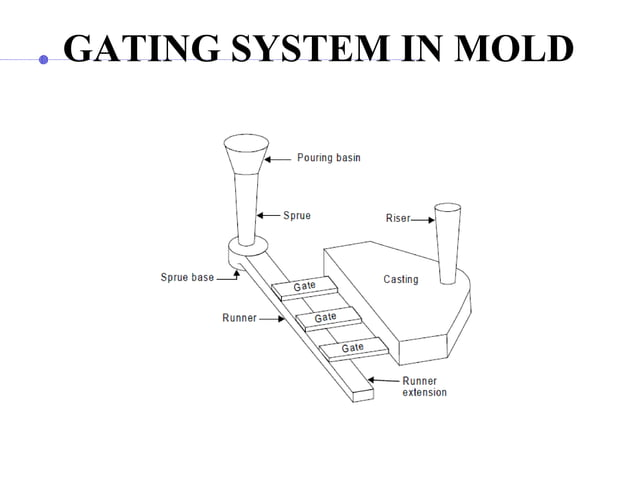 GATING SYSTEM IN MOLD
Pouring basin
Sprue
Riser
Sprue base
Gate
Casting
Runner
Gate
Gate
Runner
extension